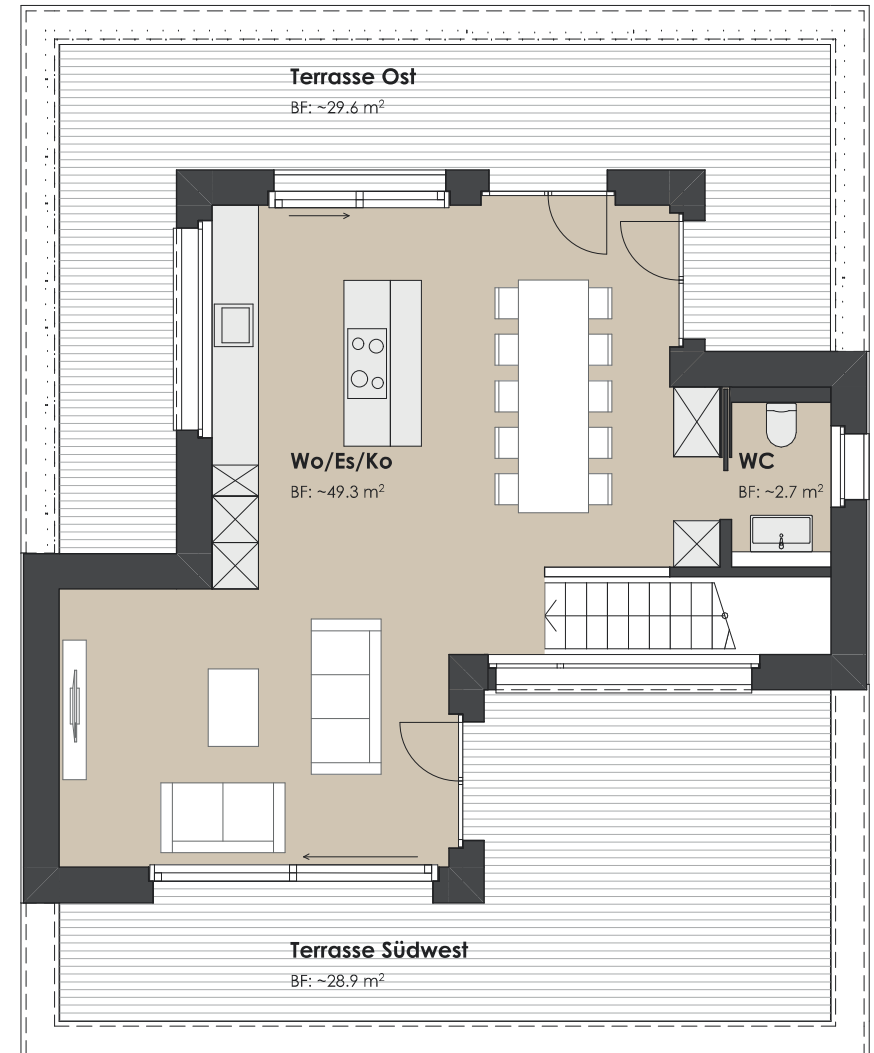 Terrasse Ost
BF: ~29.6 m²
Wo/Es/Ko
BF: ~49.3 m²
WC
BF: ~2.7 m²
Terrasse Südwest
BF: ~28.9 m²